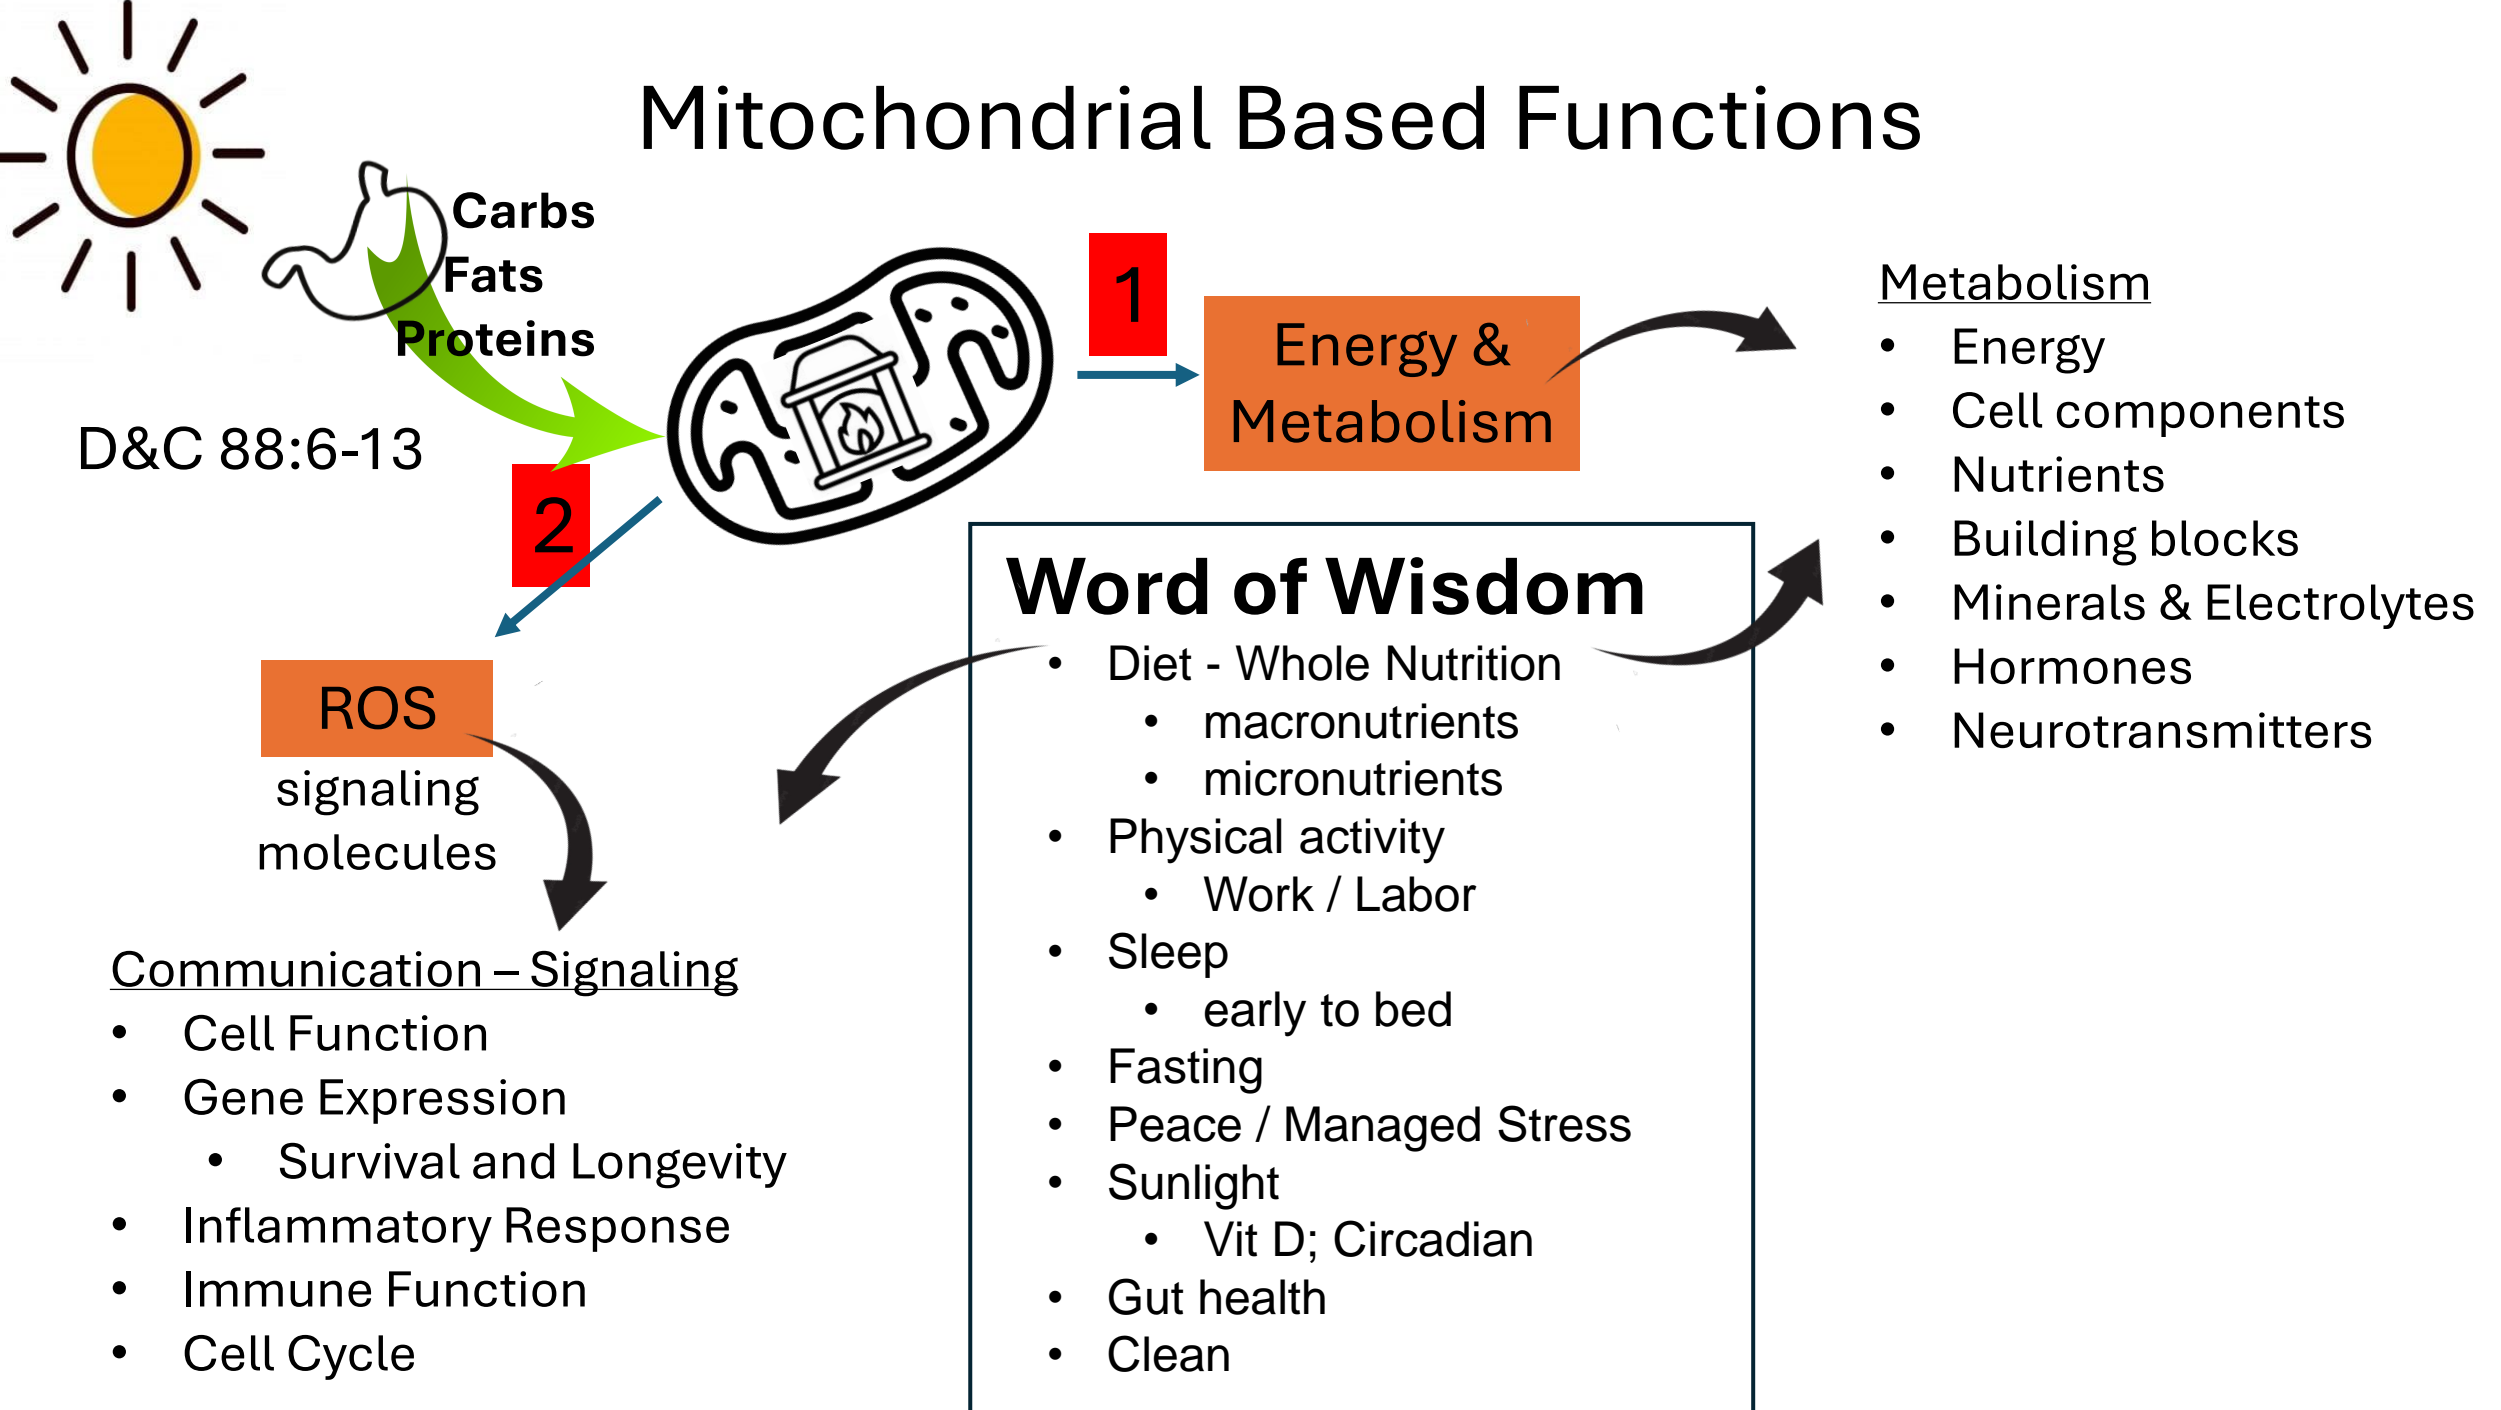 Mitochondrial Based Functions
Carbs
Fats
Proteins
D&C 88:6-13
1
Energy &
Metabolism
Metabolism
• Energy
• Cell components
• Nutrients
• Building blocks
• Minerals & Electrolytes
• Hormones
• Neurotransmitters
2
ROS
signaling
molecules
Communication – Signaling
• Cell Function
• Gene Expression
• Survival and Longevity
• Inflammatory Response
• Immune Function
• Cell Cycle
Word of Wisdom
• Diet - Whole Nutrition
• macronutrients
• micronutrients
• Physical activity
• Work / Labor
• Sleep
• early to bed
• Fasting
• Peace / Managed Stress
• Sunlight
• Vit D; Circadian
• Gut health
• Clean